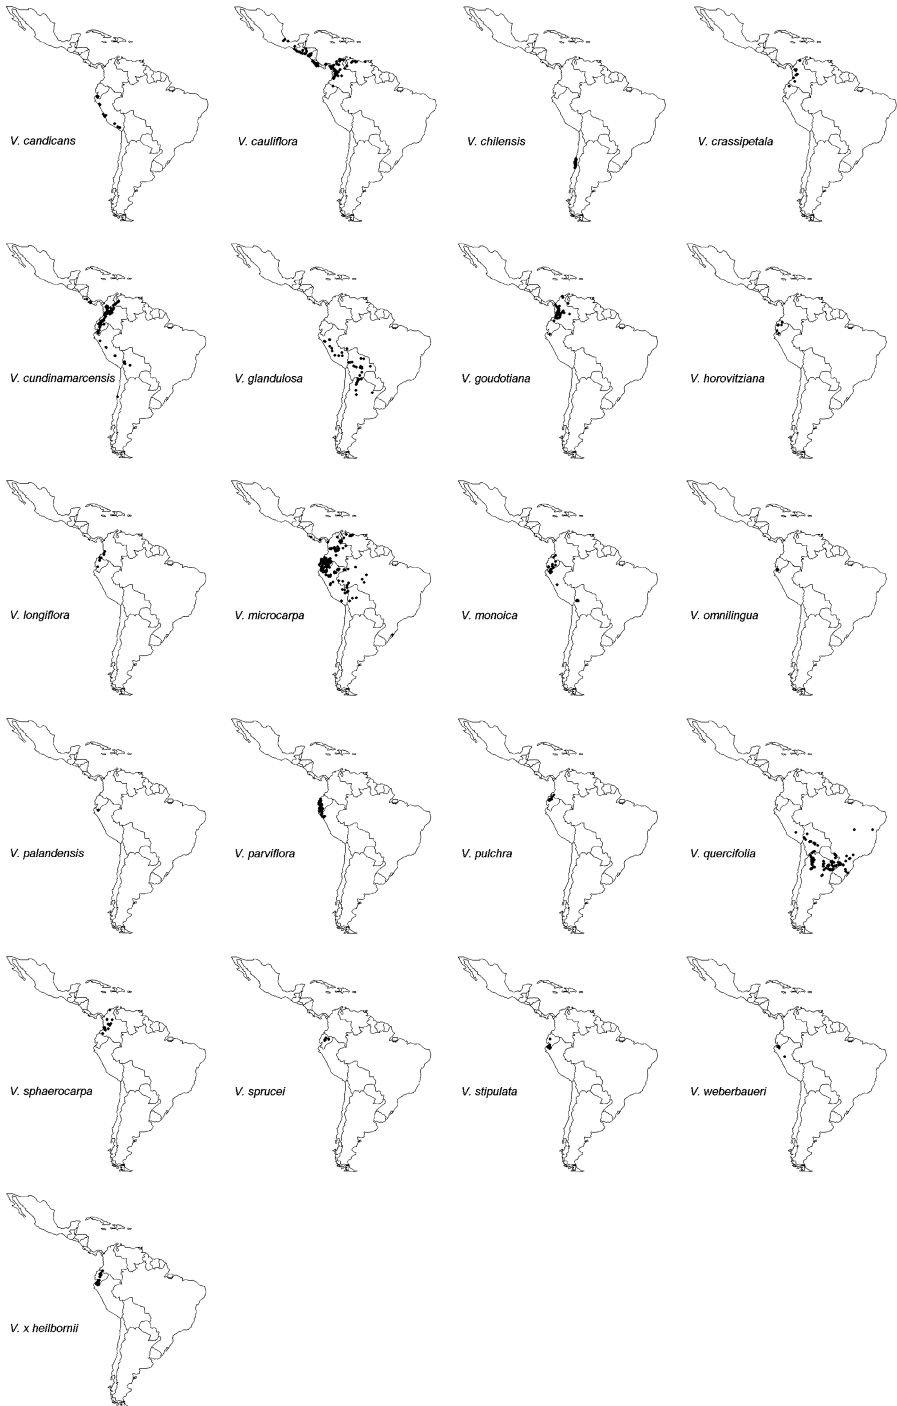 V. candicans
V. cauliflora
V. chilensis
V. crassipetala
V. cundinamarcensis
V. glandulosa
V. goudotiana
V. horovitziana
V. longiflora
V. microcarpa
V. monoica
V. omnilingua
V. palandensis
V. parviflora
V. pulchra
V. quercifolia
V. sphaerocarpa
V. sprucei
V. stipulata
V. weberbaueri
V. x heilbornii